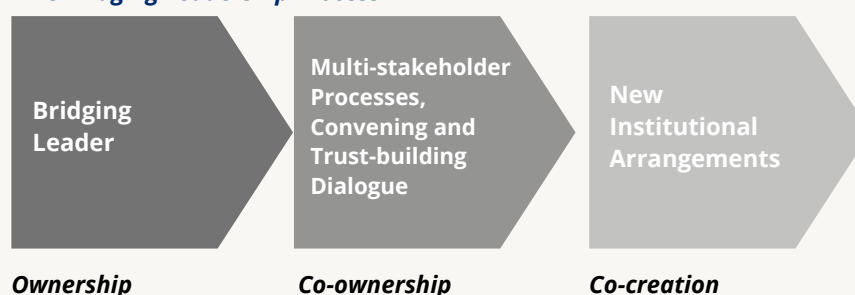 Bridging
Leader
Multi-stakeholder
Processes,
Convening and
Trust-building
Dialogue
New
Institutional
Arrangements
Ownership
Co-ownership
Co-creation